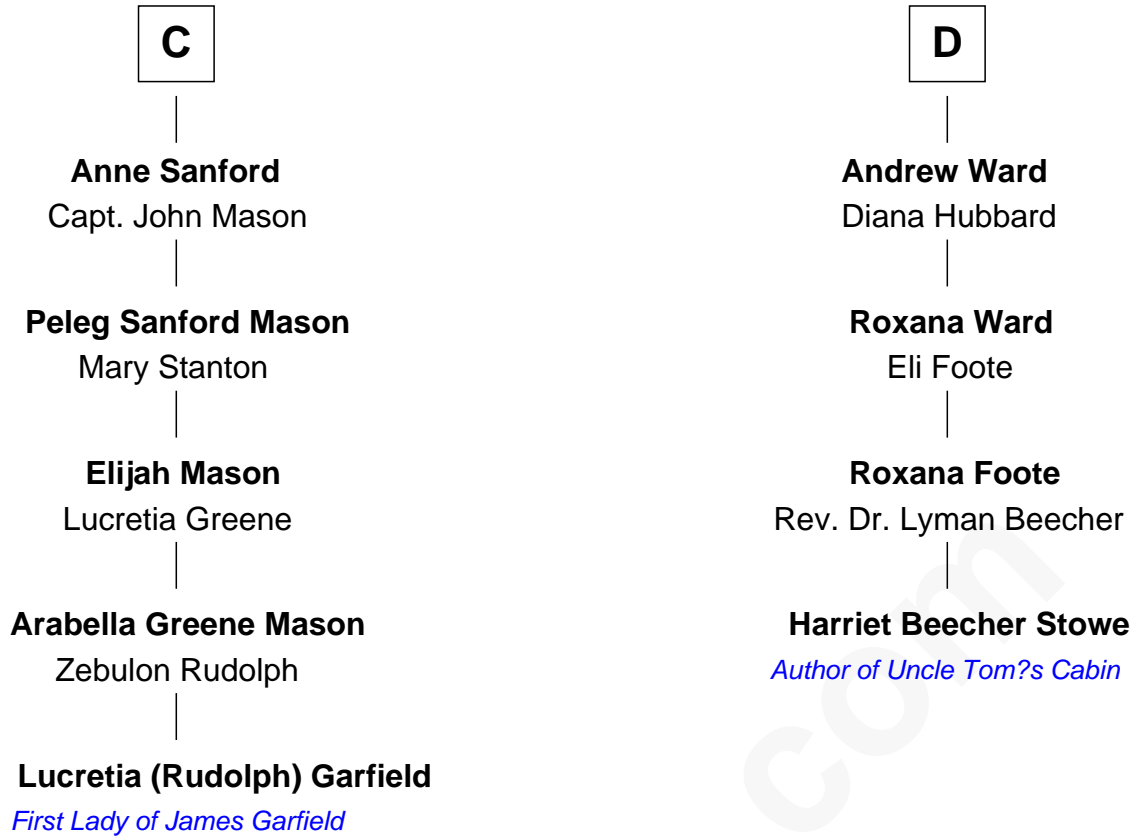 C
Anne Sanford
Capt. John Mason
Peleg Sanford Mason
Mary Stanton
Elijah Mason
Lucretia Greene
Arabella Greene Mason
Zebulon Rudolph
Lucretia (Rudolph) Garfield
First Lady of James Garfield
D
Andrew Ward
Diana Hubbard
Roxana Ward
Eli Foote
Roxana Foote
Rev. Dr. Lyman Beecher
Harriet Beecher Stowe
Author of Uncle Tom?s Cabin
com